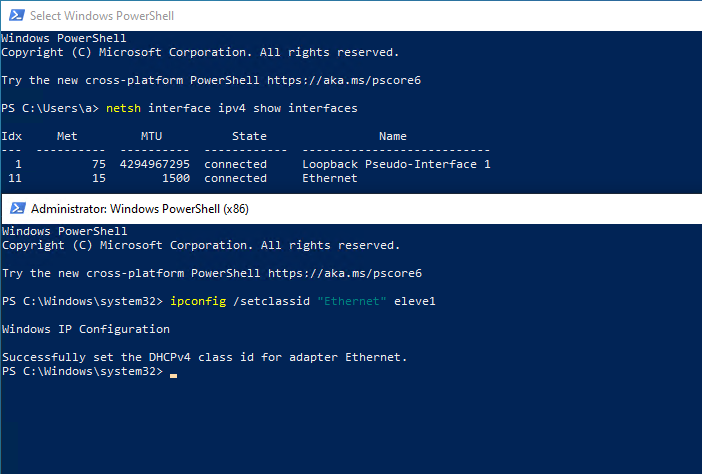 Select Windows PowerShell
Windows PowerShell
Copyright (C) Microsoft Corporation. All rights reserved.
Try the new cross-platform PowerShell https://aka.ms/pscore6
PS C:\Users\a> netsh interface ipv4 show interfaces
Idx     Met         MTU          State                Name
---  ----------  ----------  ------------  ---------------------------
  1          75  4294967295  connected     Loopback Pseudo-Interface 1
 11          15        1500  connected     Ethernet
Administrator: Windows PowerShell (x86)
Windows PowerShell
Copyright (C) Microsoft Corporation. All rights reserved.
Try the new cross-platform PowerShell https://aka.ms/pscore6
PS C:\Windows\system32> ipconfig /setclassid "Ethernet" eleve1
Windows IP Configuration
Successfully set the DHCPv4 class id for adapter Ethernet.
PS C:\Windows\system32>